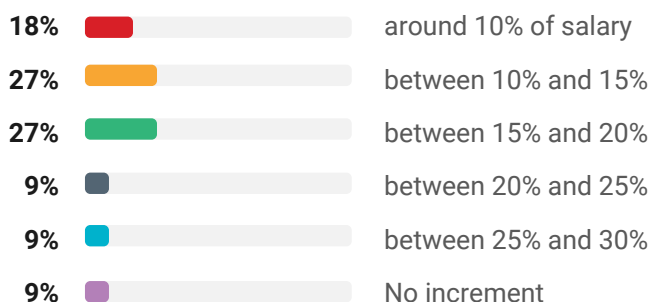 18% around 10% of salary
27% between 10% and 15%
27% between 15% and 20%
9% between 20% and 25%
9% between 25% and 30%
9% No increment